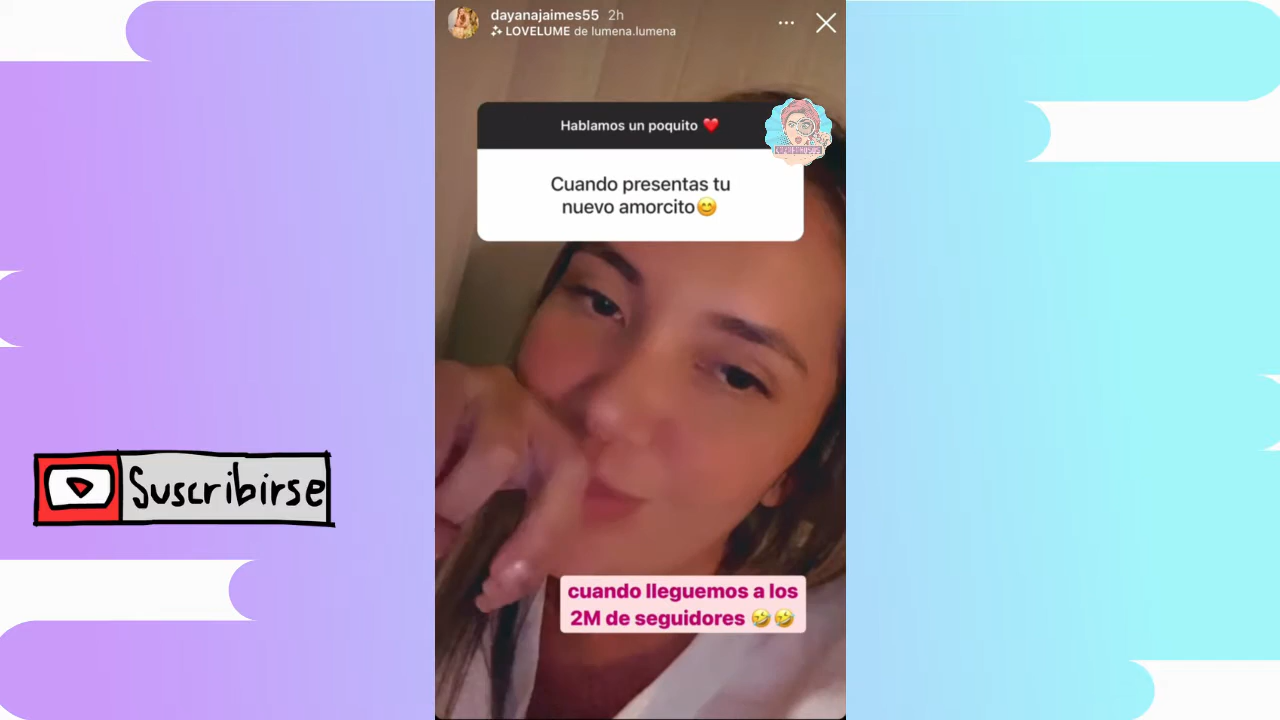 dayanajaimes55 2h
LOVELUME de lumena.lumena
Hablamos un poquito ❤️
Cuando presentas tu
nuevo amorcito😊
Suscribirse
cuando lleguemos a los
2M de seguidores 🤣🤣